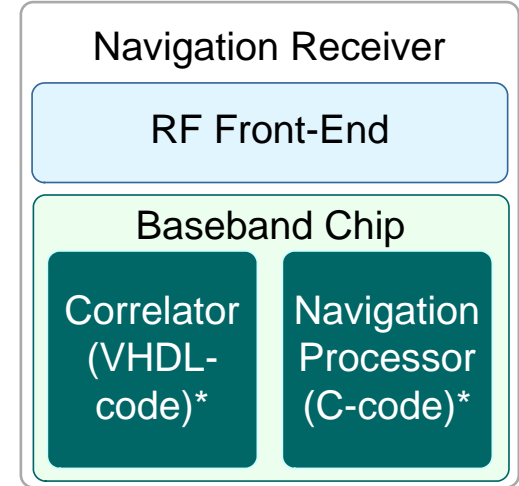 Navigation Receiver
RF Front-End
Baseband Chip
Correlator
(VHDL-
code)*
Navigation
Processor
(C-code)*